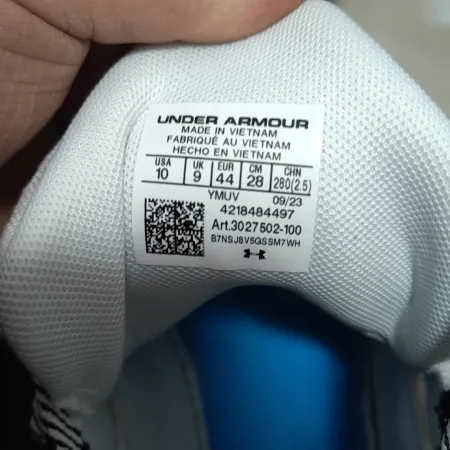 UNDER ARMOUR
MADE IN VIETNAM
FABRIQUÉ AU VIETNAM
HECHO EN VIETNAM
USA UK EUR CM CHN
10 9 44 28 280(2.5)
YMUV 09/23
4218484497
Art.3027502-100
B7NSJ8V5GSSM7WH